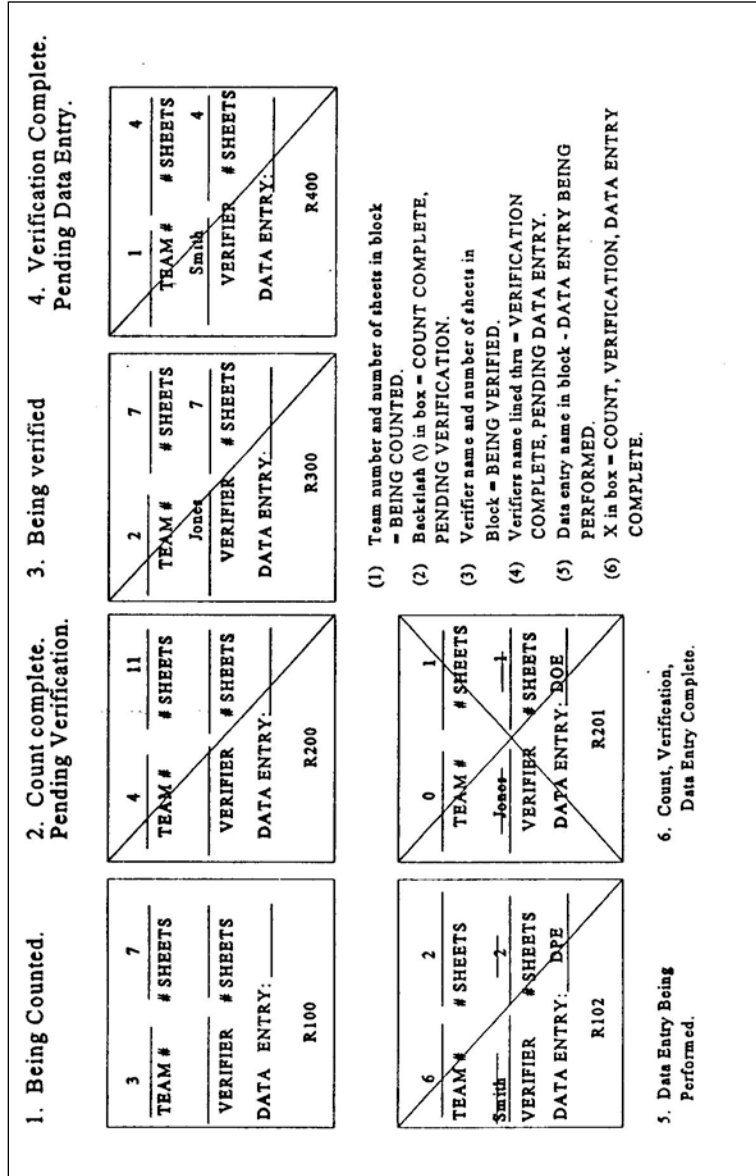 1. Being Counted.
3 7
TEAM # # SHEETS
VERIFIER # SHEETS
DATA ENTRY:
R100
2. Count complete.
Pending Verification.
4 11
TEAM # # SHEETS
VERIFIER # SHEETS
DATA ENTRY:
R200
3. Being verified
2 7
TEAM # # SHEETS
Jones 7
VERIFIER # SHEETS
DATA ENTRY:
R300
4. Verification Complete.
Pending Data Entry.
1 4
TEAM # # SHEETS
Smith 4
VERIFIER # SHEETS
DATA ENTRY:
R400
6 2
TEAM # # SHEETS
Smith 2
VERIFIER # SHEETS
DATA ENTRY: DPE
R102
5. Data Entry Being
Performed.
0 1
TEAM # # SHEETS
Jones 1
VERIFIER # SHEETS
DATA ENTRY: DOE
R201
6. Count, Verification,
Data Entry Complete.
(1) Team number and number of sheets in block
= BEING COUNTED.
(2) Backslash (\) in box = COUNT COMPLETE,
PENDING VERIFICATION.
(3) Verifier name and number of sheets in
Block = BEING VERIFIED.
(4) Verifiers name lined thru = VERIFICATION
COMPLETE, PENDING DATA ENTRY.
(5) Data entry name in block - DATA ENTRY BEING
PERFORMED.
(6) X in box = COUNT, VERIFICATION, DATA ENTRY
COMPLETE.